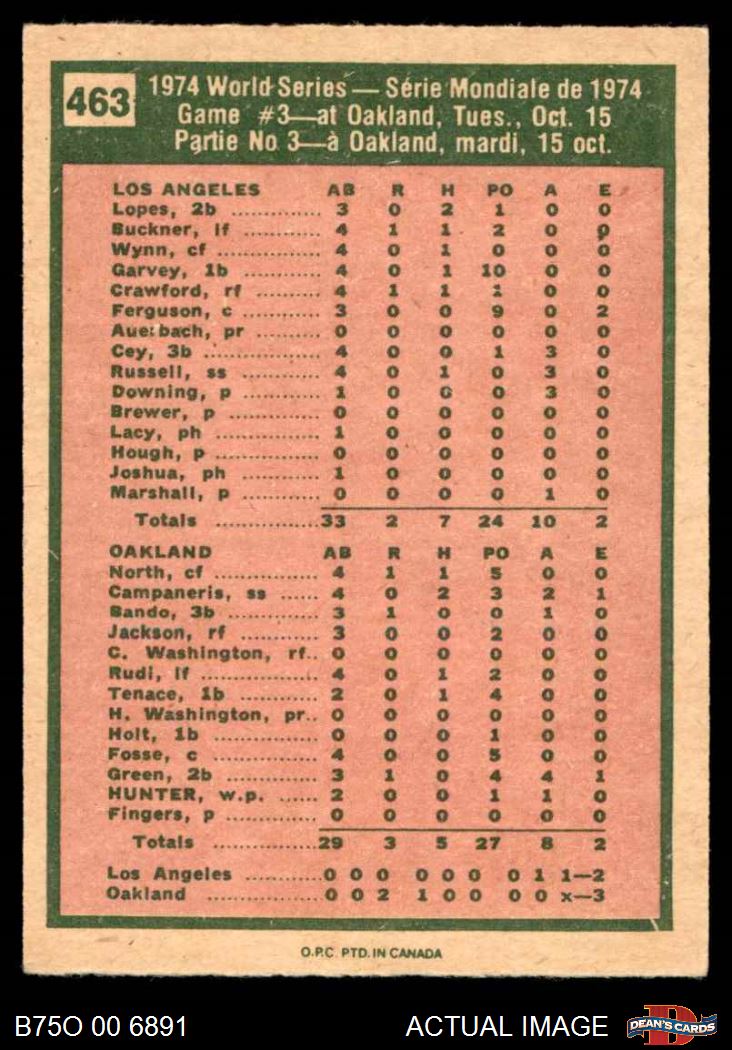 463
1974 World Series — Série Mondiale de 1974
Game #3—at Oakland, Tues., Oct. 15
Partie No 3—à Oakland, mardi, 15 oct.
LOS ANGELES AB R H PO A E
Lopes, 2b .............. 3 0 2 1 0 0
Buckner, lf ............ 4 1 1 2 0 0
Wynn, cf ............... 4 0 1 0 0 0
Garvey, 1b ............ 4 0 1 10 0 0
Crawford, rf ......... 4 1 1 1 0 0
Ferguson, c .......... 3 0 0 9 0 2
Auerbach, pr ........ 0 0 0 0 0 0
Cey, 3b ................. 4 0 0 1 3 0
Russell, ss ............ 4 0 1 0 3 0
Downing, p ........... 1 0 0 0 3 0
Brewer, p .............. 0 0 0 0 0 0
Lacy, ph ................ 1 0 0 0 0 0
Hough, p ............... 0 0 0 0 0 0
Joshua, ph ............ 1 0 0 0 0 0
Marshall, p ........... 0 0 0 0 1 0
Totals ...............33 2 7 24 10 2
OAKLAND AB R H PO A E
North, cf ............... 4 1 1 5 0 0
Campaneris, ss ...... 4 0 2 3 2 1
Bando, 3b .............. 3 1 0 0 1 0
Jackson, rf ............ 3 0 0 2 0 0
C. Washington, rf.. 0 0 0 0 0 0
Rudi, lf .................. 4 0 1 2 0 0
Tenace, 1b ............ 2 0 1 4 0 0
H. Washington, pr.. 0 0 0 0 0 0
Holt, 1b ................. 0 0 0 1 0 0
Fosse, c ................ 4 0 0 5 0 0
Green, 2b .............. 3 1 0 4 4 1
HUNTER, w.p. ...... 2 0 0 1 1 0
Fingers, p ............. 0 0 0 0 0 0
Totals ...............29 3 5 27 8 2
Los Angeles ..........0 0 0 0 0 0 0 1 1—2
Oakland ...............0 0 2 1 0 0 0 0 x—3
O.P.C. PTD. IN CANADA
B75O 00 6891
ACTUAL IMAGE
D
DEAN'S CARDS